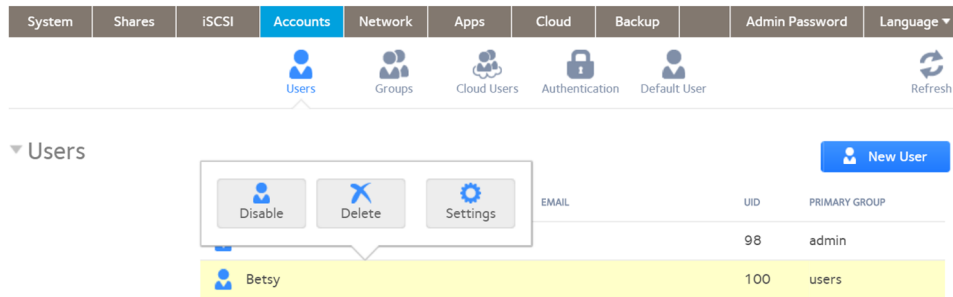 System Shares iSCSI Accounts Network Apps Cloud Backup Admin Password Language
Users Groups Cloud Users Authentication Default User Refresh
Users New User
Disable Delete Settings
EMAIL UID PRIMARY GROUP
98 admin
Betsy 100 users